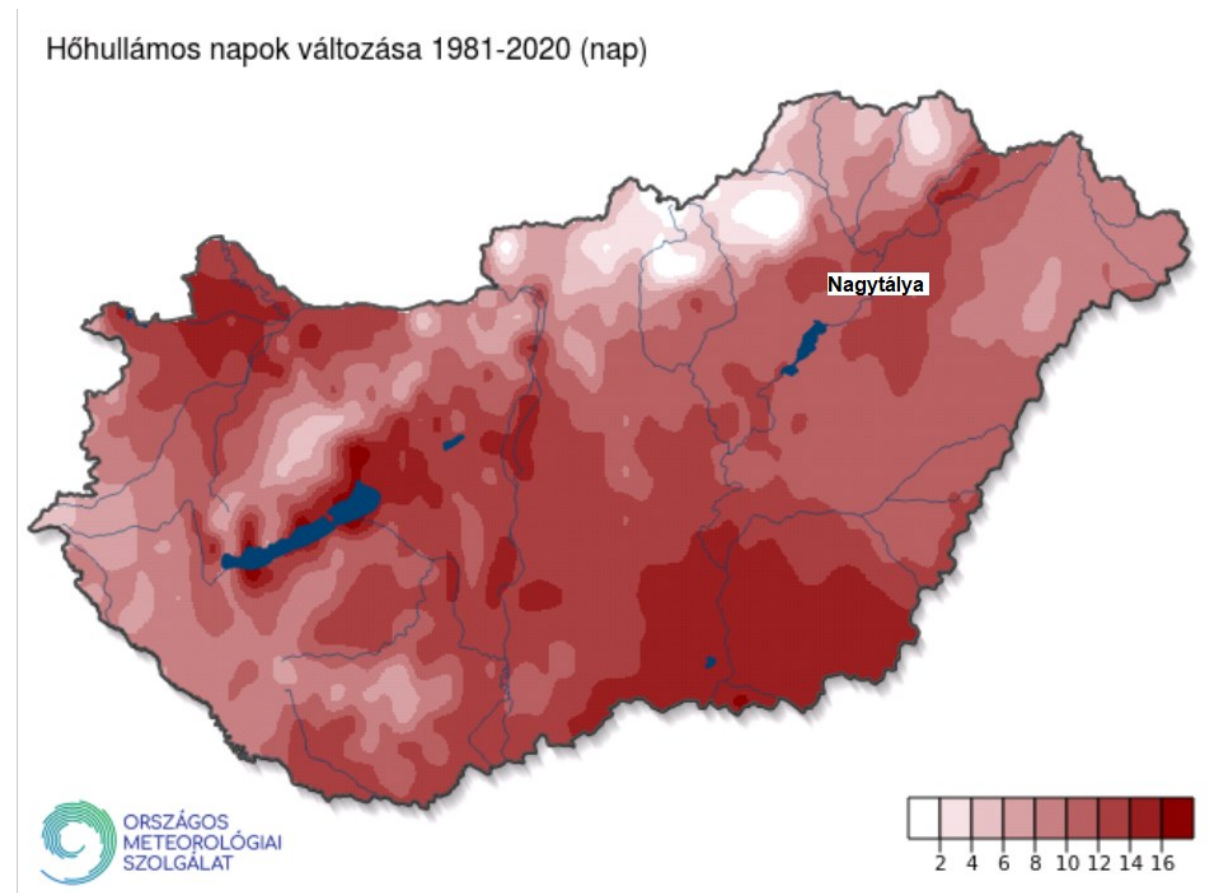 Hőhullámos napok változása 1981-2020 (nap)
Nagytálya
ORSZÁGOS
METEOROLÓGIAI
SZOLGÁLAT
2 4 6 8 10 12 14 16